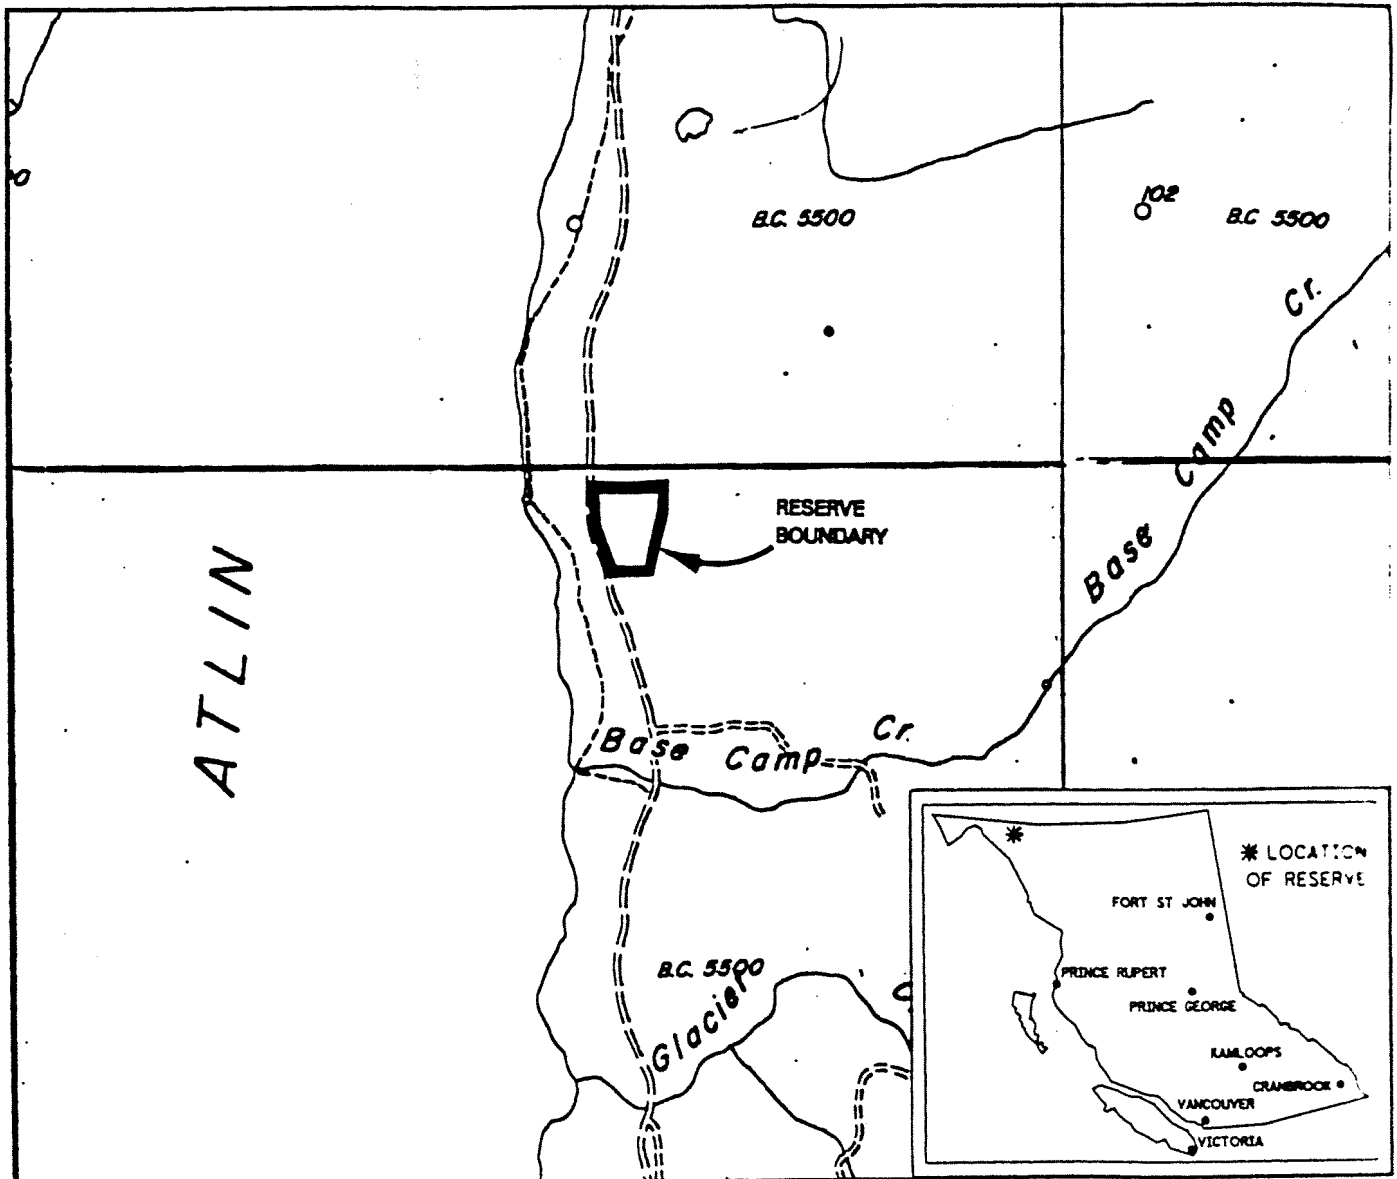 102
B.C. 5500
B.C 5500
Base Camp Cr.
RESERVE
BOUNDARY
ATLIN
Base Camp Cr.
B.C. 5500
Glacier
LOCATION
OF RESERVE
FORT ST JOHN
PRINCE RUPERT
PRINCE GEORGE
KAMLOOPS
CRANBROOK
VANCOUVER
VICTORIA